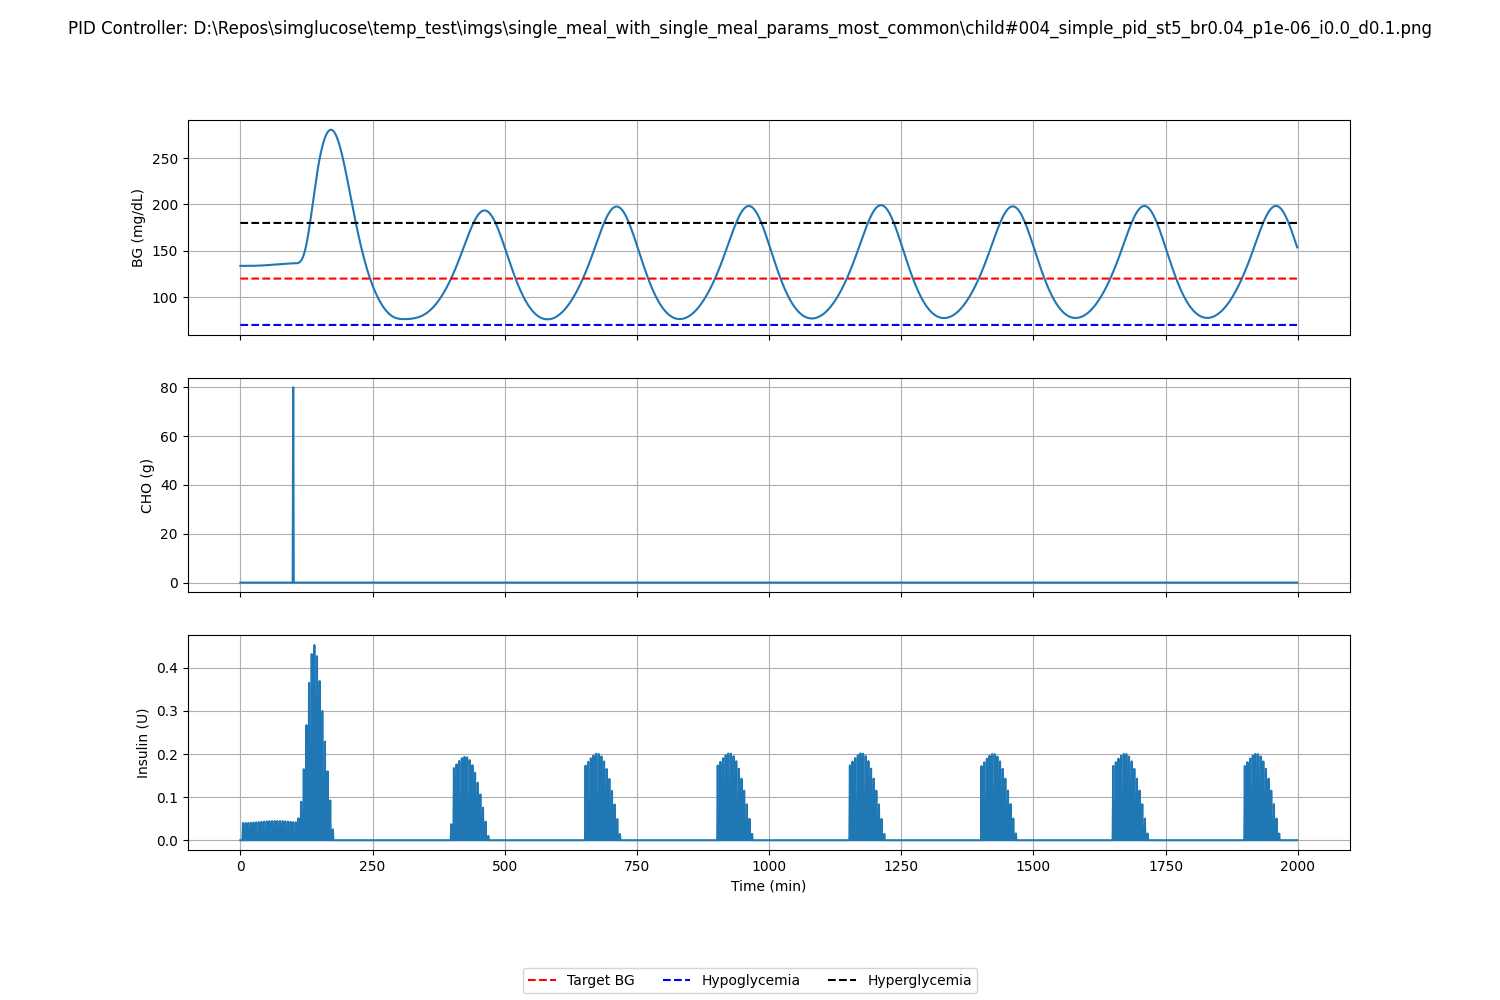 PID Controller: D:\Repos\simglucose\temp_test\imgs\single_meal_with_single_meal_params_most_common\child#004_simple_pid_st5_br0.04_p1e-06_i0.0_d0.1.png
BG (mg/dL)
250
200
150
100
CHO (g)
80
60
40
20
0
Insulin (U)
0.4
0.3
0.2
0.1
0.0
0 250 500 750 1000 1250 1500 1750 2000
Time (min)
Target BG Hypoglycemia Hyperglycemia